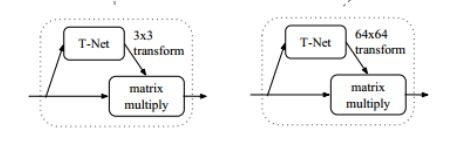 T-Net
3x3
transform
matrix
multiply
T-Net
64x64
transform
matrix
multiply